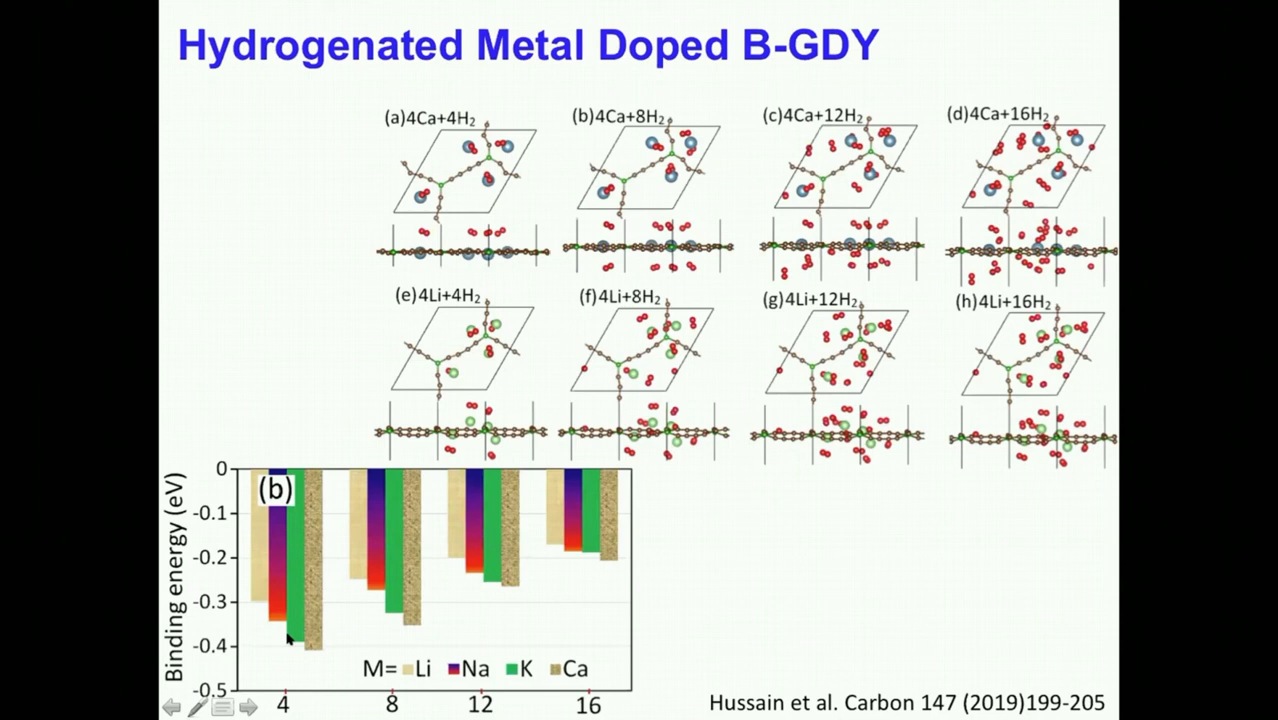 Hydrogenated Metal Doped B-GDY
(a)4Ca+4H₂
(b)4Ca+8H₂
(c)4Ca+12H₂
(d)4Ca+16H₂
(e)4Li+4H₂
(f)4Li+8H₂
(g)4Li+12H₂
(h)4Li+16H₂
Binding energy (eV)
0
-0.1
-0.2
-0.3
-0.4
-0.5
(b)
M= Li Na K Ca
4 8 12 16
Hussain et al. Carbon 147 (2019)199-205